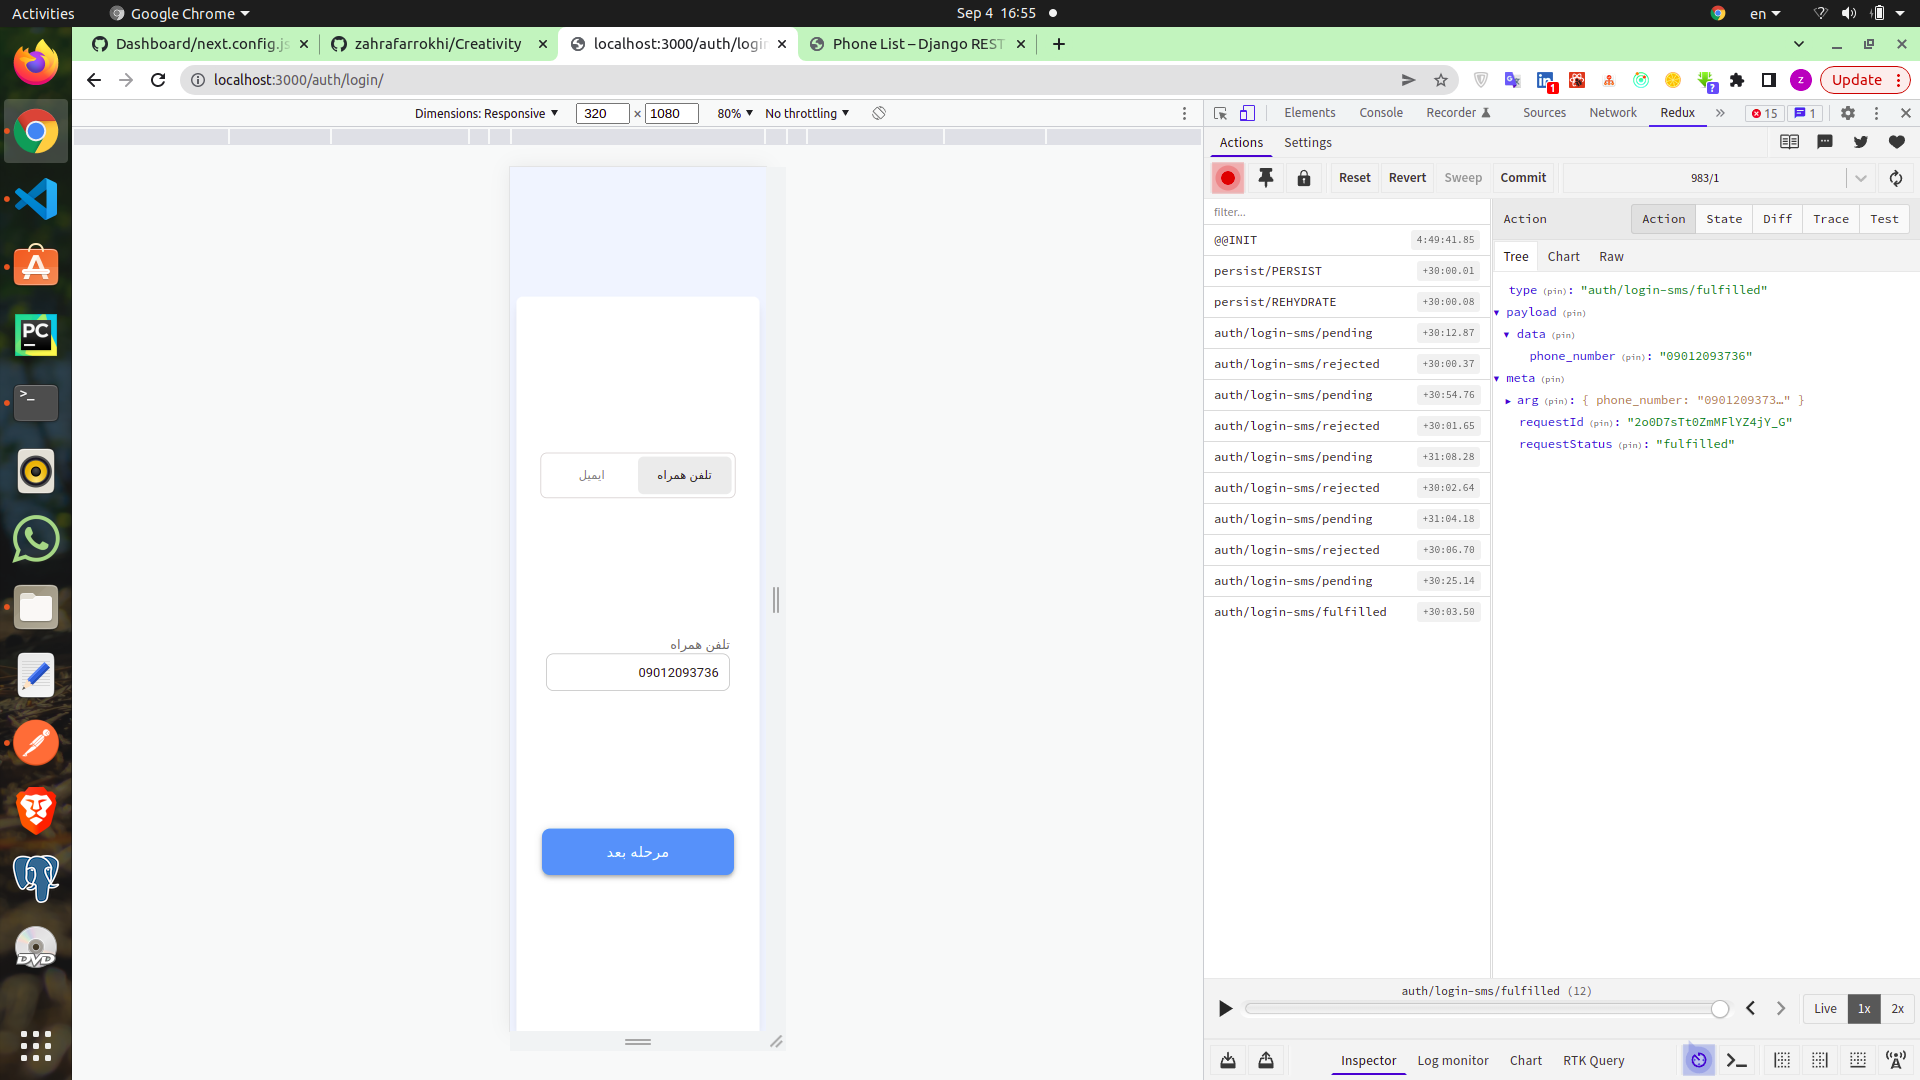 Activities
Google Chrome
Sep 4 16:55
en
Dashboard/next.config.js
zahrafarrokhi/Creativity
localhost:3000/auth/login
Phone List – Django REST
localhost:3000/auth/login/
1
?
z
Update
Dimensions: Responsive
320 × 1080
80%
No throttling
Elements
Console
Recorder
Sources
Network
Redux
15
1
Actions
Settings
Reset
Revert
Sweep
Commit
983/1
filter...
@@INIT 4:49:41.85
persist/PERSIST +30:00.01
persist/REHYDRATE +30:00.08
auth/login-sms/pending +30:12.87
auth/login-sms/rejected +30:00.37
auth/login-sms/pending +30:54.76
auth/login-sms/rejected +30:01.65
auth/login-sms/pending +31:08.28
auth/login-sms/rejected +30:02.64
auth/login-sms/pending +31:04.18
auth/login-sms/rejected +30:06.70
auth/login-sms/pending +30:25.14
auth/login-sms/fulfilled +30:03.50
Action
Action
State
Diff
Trace
Test
Tree
Chart
Raw
type (pin): "auth/login-sms/fulfilled"
payload (pin)
data (pin)
phone_number (pin): "09012093736"
meta (pin)
arg (pin): { phone_number: "0901209373…" }
requestId (pin): "2o0D7sTt0ZmMFlYZ4jY_G"
requestStatus (pin): "fulfilled"
تلفن همراه
ایمیل
تلفن همراه
09012093736
مرحله بعد
auth/login-sms/fulfilled (12)
Live
1x
2x
Inspector
Log monitor
Chart
RTK Query
PC
>_
DVD